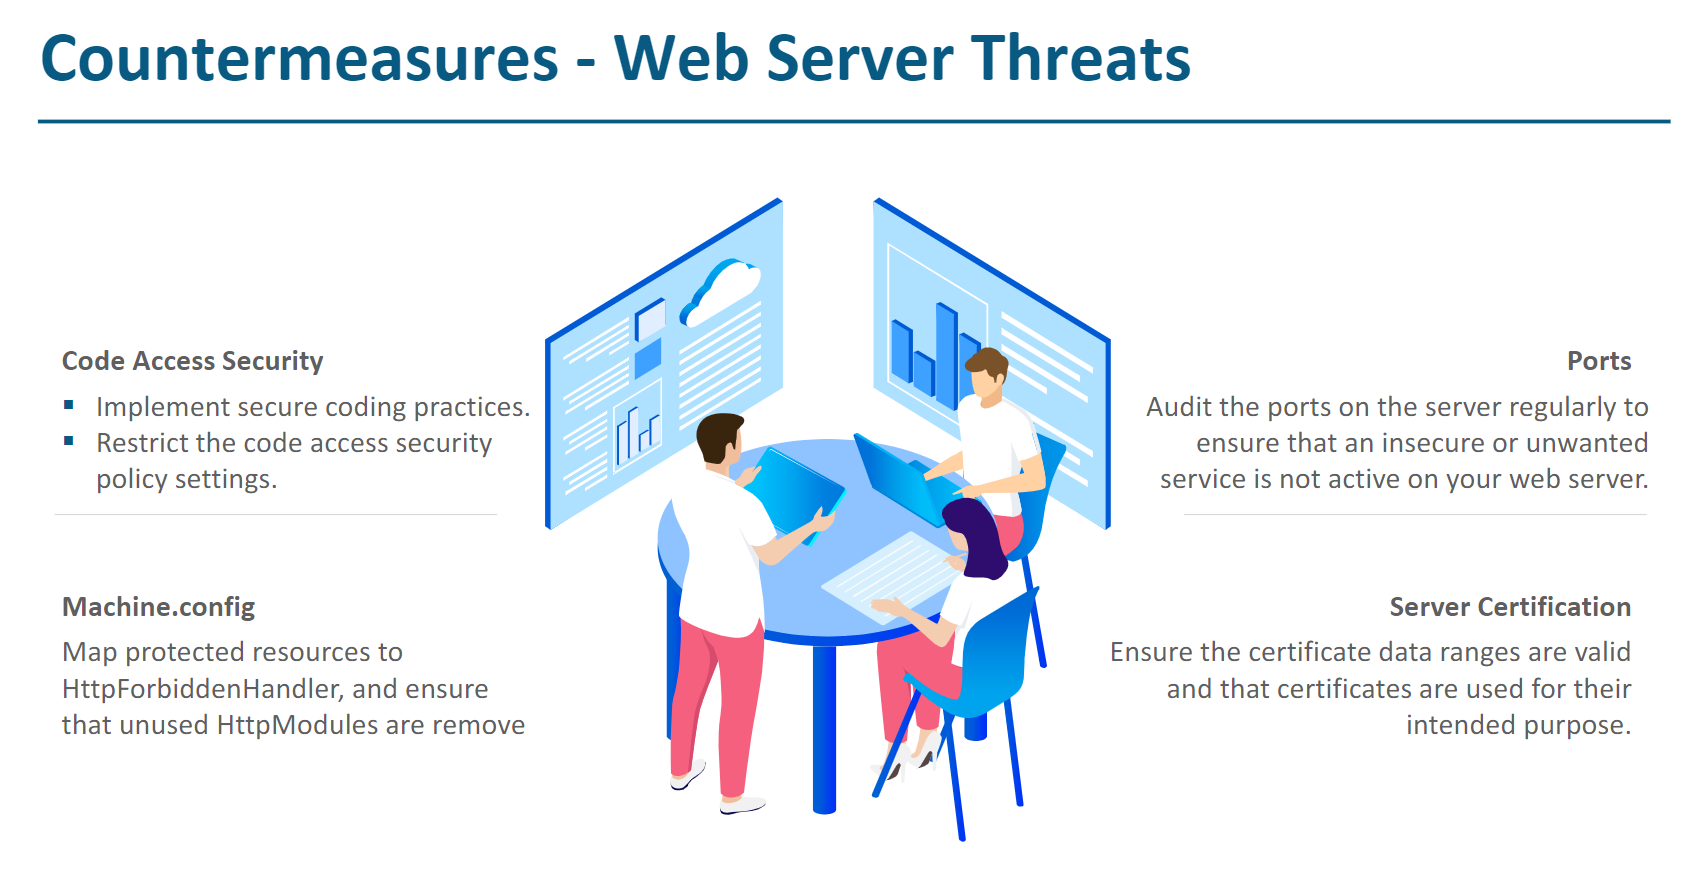 Countermeasures - Web Server Threats
Code Access Security
▪ Implement secure coding practices.
▪ Restrict the code access security
policy settings.
Machine.config
Map protected resources to
HttpForbiddenHandler, and ensure
that unused HttpModules are remove
Ports
Audit the ports on the server regularly to
ensure that an insecure or unwanted
service is not active on your web server.
Server Certification
Ensure the certificate data ranges are valid
and that certificates are used for their
intended purpose.